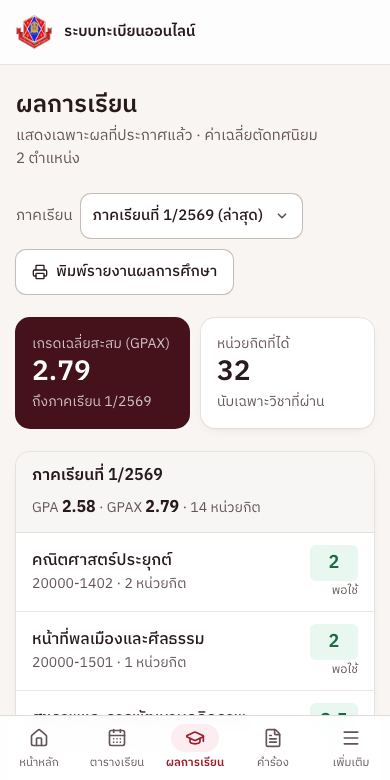 ระบบทะเบียนออนไลน์
ผลการเรียน
แสดงเฉพาะผลที่ประกาศแล้ว · ค่าเฉลี่ยตัดทศนิยม
2 ตำแหน่ง
ภาคเรียน ภาคเรียนที่ 1/2569 (ล่าสุด)
พิมพ์รายงานผลการศึกษา
เกรดเฉลี่ยสะสม (GPAX)
2.79
ถึงภาคเรียน 1/2569
หน่วยกิตที่ได้
32
นับเฉพาะวิชาที่ผ่าน
ภาคเรียนที่ 1/2569
GPA 2.58 · GPAX 2.79 · 14 หน่วยกิต
คณิตศาสตร์ประยุกต์ 2
20000-1402 · 2 หน่วยกิต พอใช้
หน้าที่พลเมืองและศีลธรรม 2
20000-1501 · 1 หน่วยกิต พอใช้
หน้าหลัก ตารางเรียน ผลการเรียน คำร้อง เพิ่มเติม